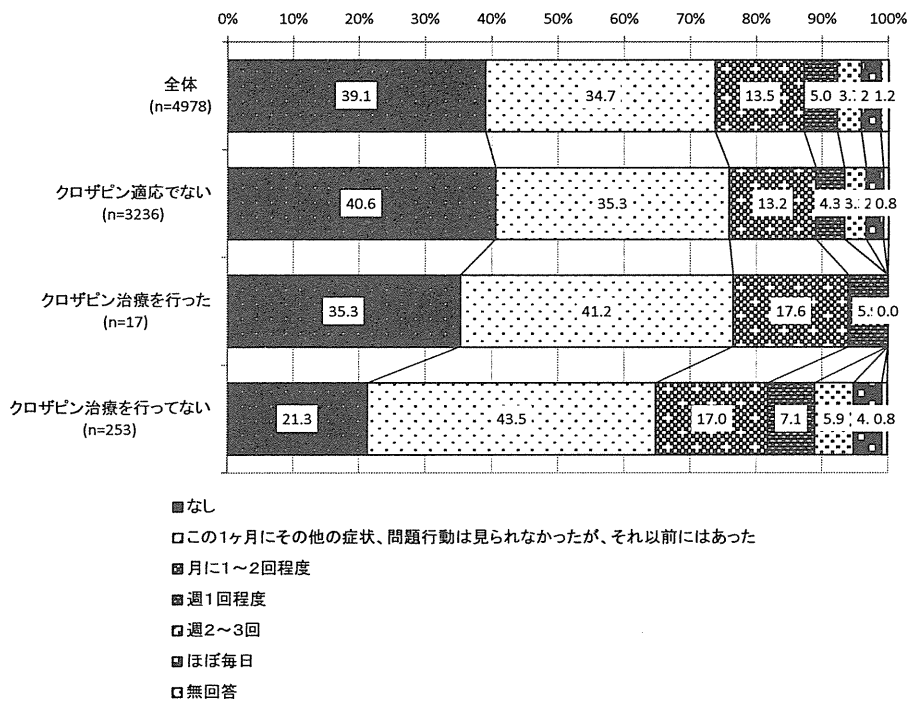 0% 10% 20% 30% 40% 50% 60% 70% 80% 90% 100%
全体
(n=4978)
39.1 34.7 13.5 5.0 3. 2 1.2
クロザピン適応でない
(n=3236)
40.6 35.3 13.2 4.3 3. 2 0.8
クロザピン治療を行った
(n=17)
35.3 41.2 17.6 5. 0.0
クロザピン治療を行ってない
(n=253)
21.3 43.5 17.0 7.1 5.9 4. 0.8
なし
この1ヶ月にその他の症状、問題行動は見られなかったが、それ以前にはあった
月に1～2回程度
週1回程度
週2～3回
ほぼ毎日
無回答